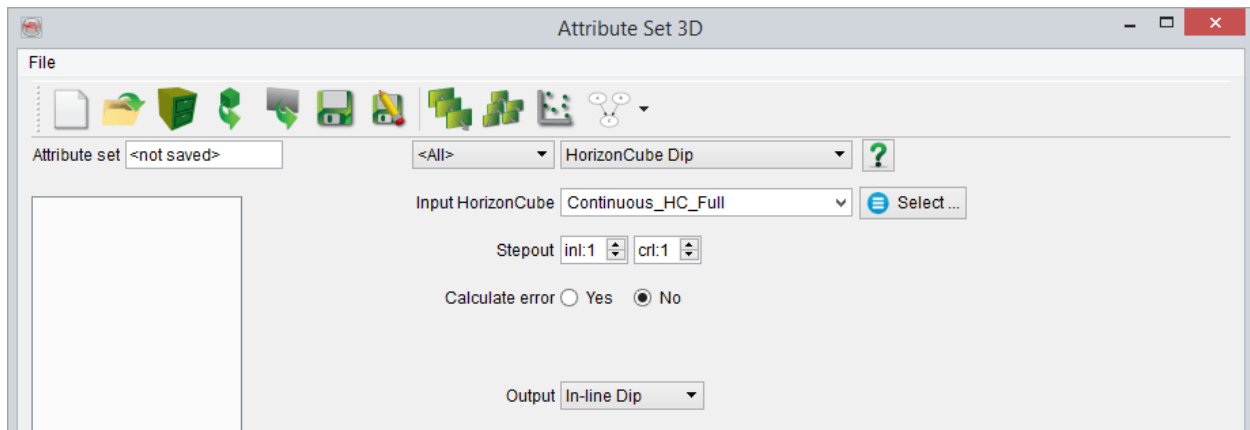 Attribute Set 3D
File
Attribute set <not saved> <All> HorizonCube Dip ?
Input HorizonCube Continuous_HC_Full Select ...
Stepout inl:1 crl:1
Calculate error Yes No
Output In-line Dip